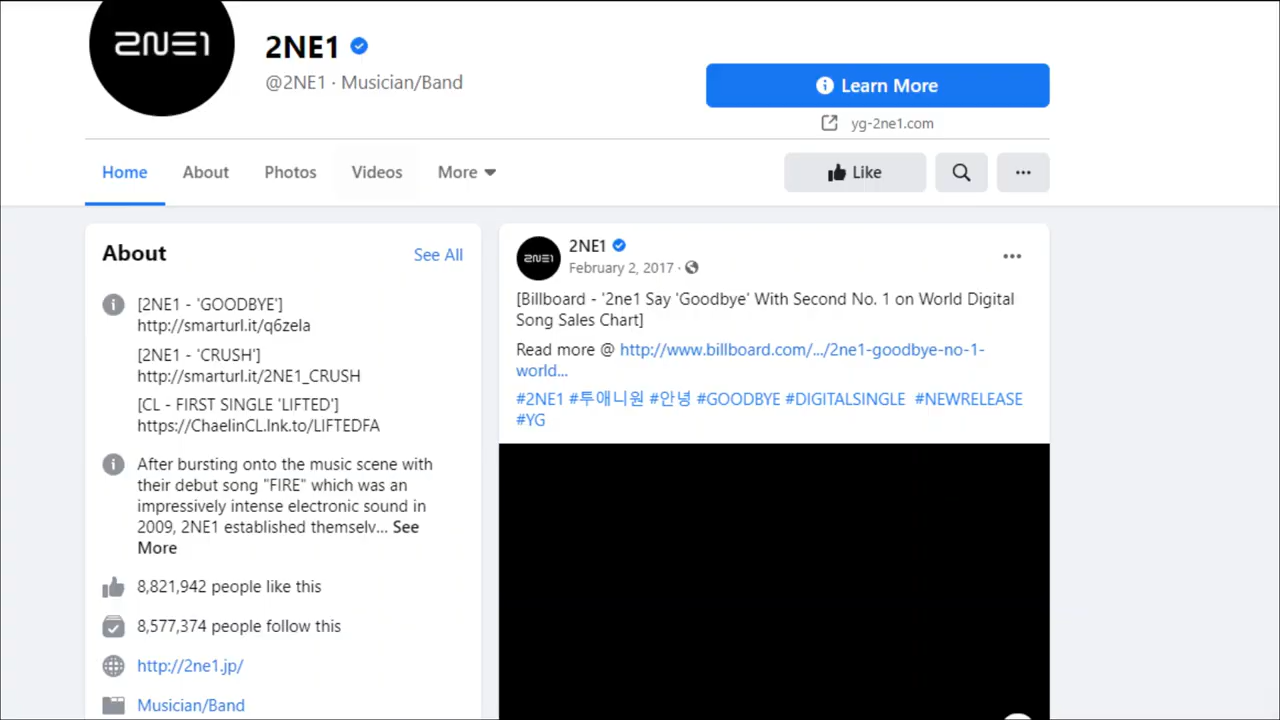 2NE1
2NE1
@2NE1 · Musician/Band
Learn More
yg-2ne1.com
Home
About
Photos
Videos
More
Like
About
See All
[2NE1 - 'GOODBYE']
http://smarturl.it/q6zela
[2NE1 - 'CRUSH']
http://smarturl.it/2NE1_CRUSH
[CL - FIRST SINGLE 'LIFTED']
https://ChaelinCL.lnk.to/LIFTEDFA
After bursting onto the music scene with
their debut song "FIRE" which was an
impressively intense electronic sound in
2009, 2NE1 established themselv... See
More
8,821,942 people like this
8,577,374 people follow this
http://2ne1.jp/
Musician/Band
2NE1
2NE1
February 2, 2017 ·
[Billboard - '2ne1 Say 'Goodbye' With Second No. 1 on World Digital
Song Sales Chart]
Read more @ http://www.billboard.com/.../2ne1-goodbye-no-1-
world...
#2NE1 #투애니원 #안녕 #GOODBYE #DIGITALSINGLE #NEWRELEASE
#YG